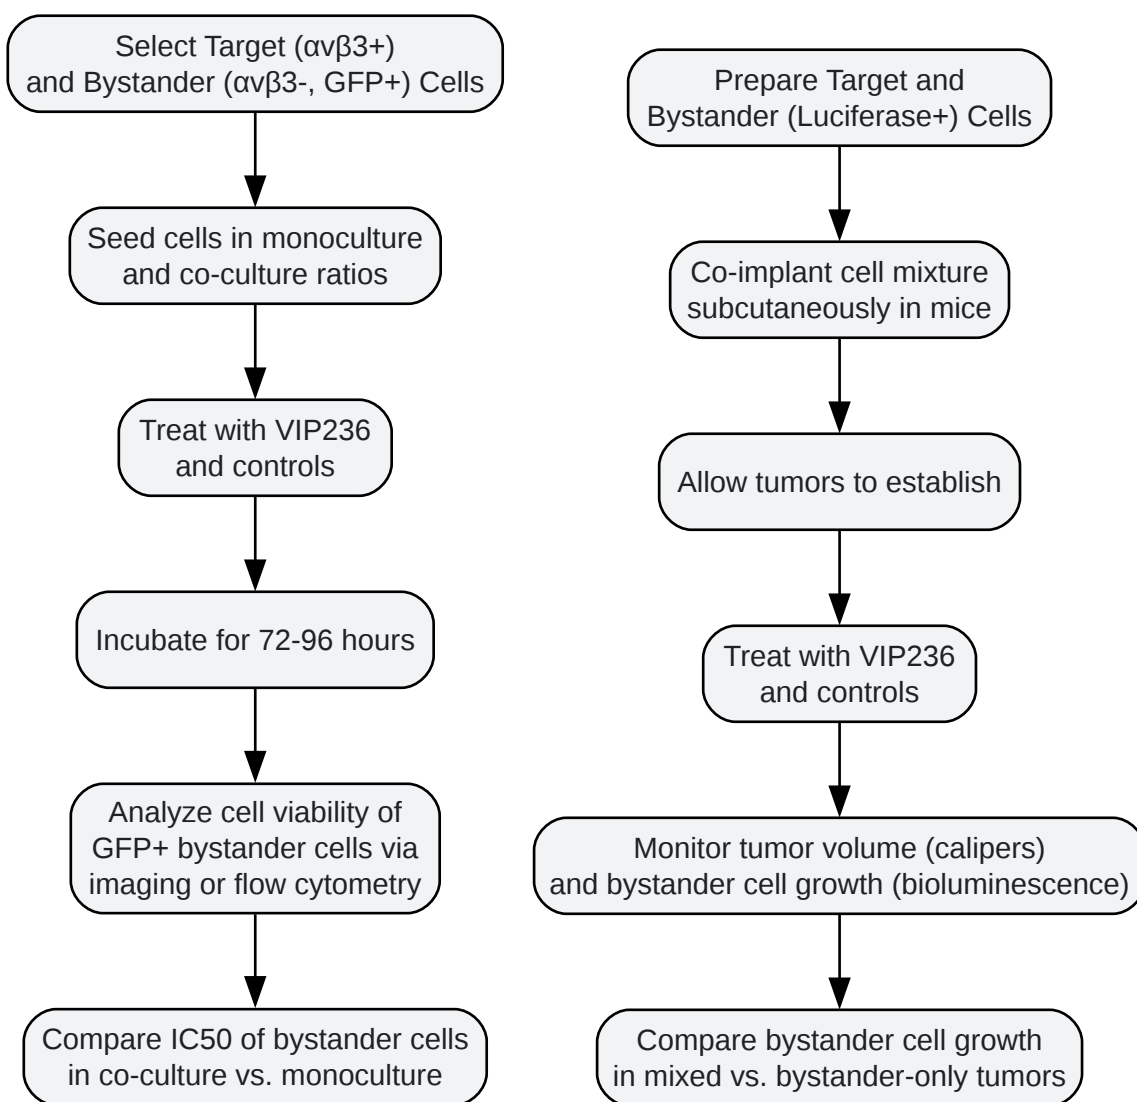 Select Target (αvβ3+)
and Bystander (αvβ3-, GFP+) Cells
Seed cells in monoculture
and co-culture ratios
Treat with VIP236
and controls
Incubate for 72-96 hours
Analyze cell viability of
GFP+ bystander cells via
imaging or flow cytometry
Compare IC50 of bystander cells
in co-culture vs. monoculture
Prepare Target and
Bystander (Luciferase+) Cells
Co-implant cell mixture
subcutaneously in mice
Allow tumors to establish
Treat with VIP236
and controls
Monitor tumor volume (calipers)
and bystander cell growth (bioluminescence)
Compare bystander cell growth
in mixed vs. bystander-only tumors